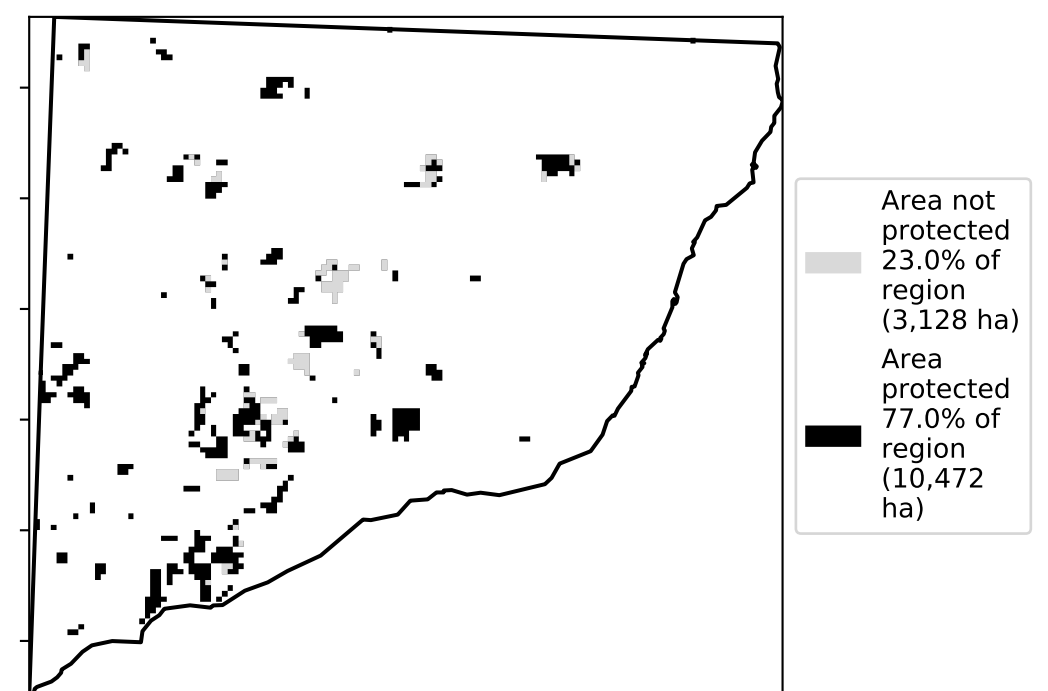 Area not
protected
23.0% of
region
(3,128 ha)
Area
protected
77.0% of
region
(10,472
ha)